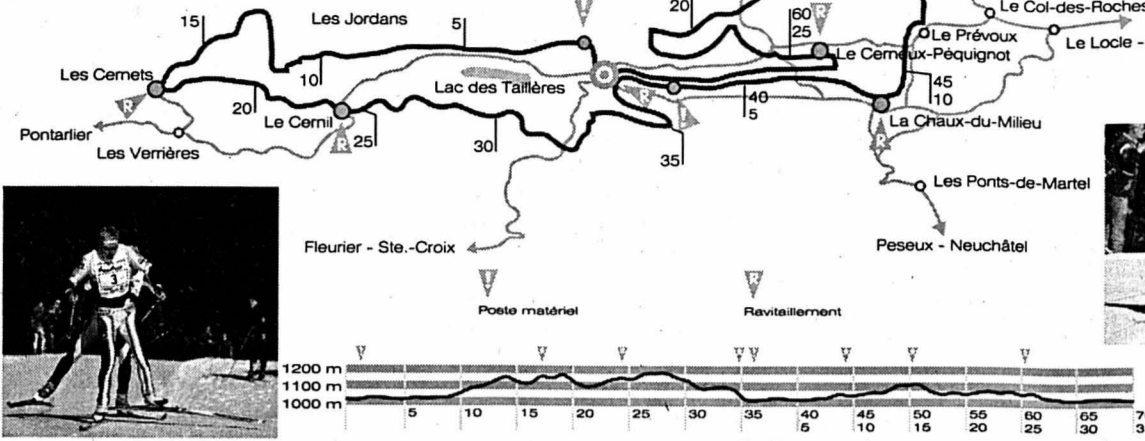 20
60
25
R
Le Col-des-Roches
15
Les Jordans
5
Le Prévoux
Le Cerneux-Péquignot
Le Locle -
Les Cernets
10
Lac des Taillères
45
10
R
20
R
40
5
Le Cernil
La Chaux-du-Milieu
Pontarlier
25
30
35
R
R
Les Verrières
Les Ponts-de-Martel
Fleurier - Ste.-Croix
Peseux - Neuchâtel
R
Poste matériel
Ravitaillement
3
1200 m
1100 m
1000 m
5 10 15 20 25 30 35 40 45 50 55 60 65 7
5 10 15 20 25 30 3